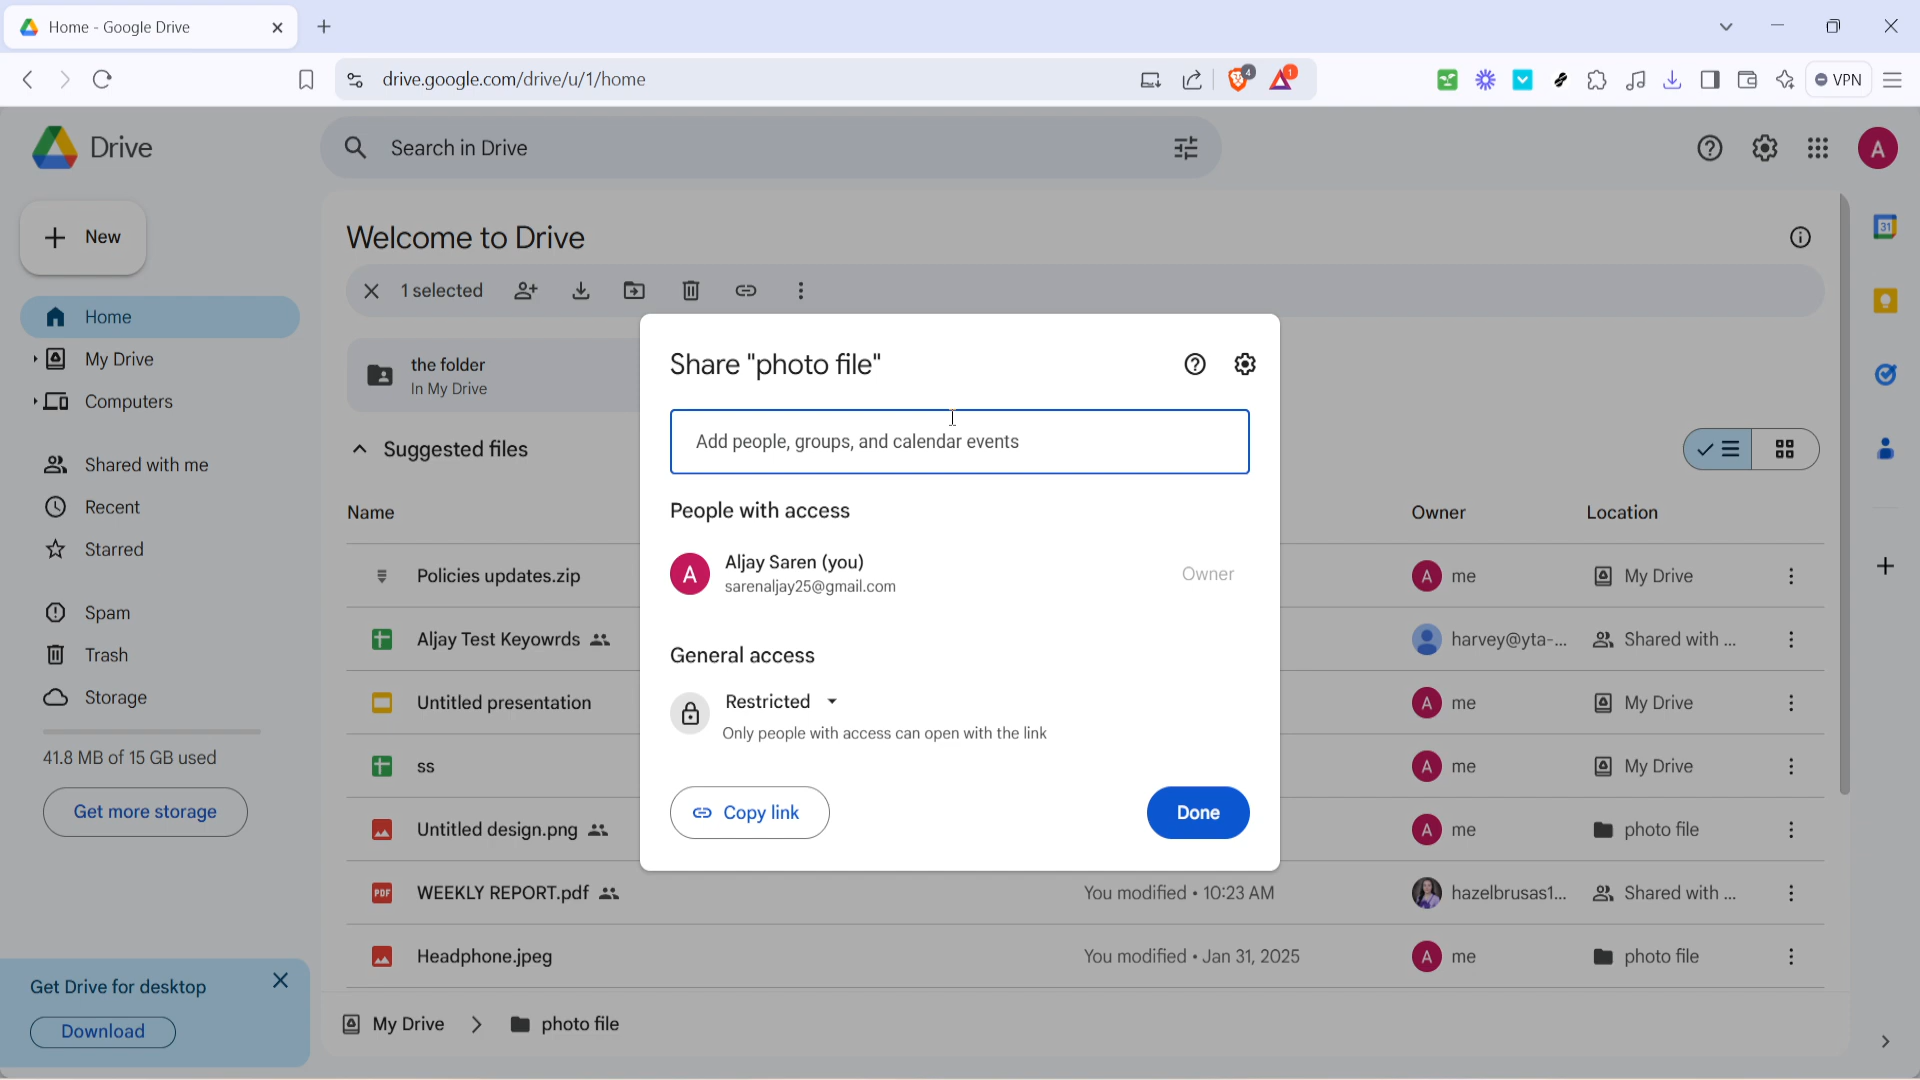 Home - Google Drive
drive.google.com/drive/u/1/home
4
1
VPN
Drive
Search in Drive
A
New
Welcome to Drive
31
1 selected
Home
My Drive
Computers
Shared with me
Recent
Starred
Spam
Trash
Storage
41.8 MB of 15 GB used
Get more storage
Get Drive for desktop
Download
the folder
In My Drive
Suggested files
Name
Owner
Location
Policies updates.zip
A me
My Drive
Aljay Test Keyowrds
harvey@yta-...
Shared with ...
Untitled presentation
A me
My Drive
ss
A me
My Drive
Untitled design.png
A me
photo file
PDF WEEKLY REPORT.pdf
You modified • 10:23 AM
hazelbrusas1...
Shared with ...
Headphone.jpeg
You modified • Jan 31, 2025
A me
photo file
My Drive
photo file
Share "photo file"
Add people, groups, and calendar events
People with access
A
Aljay Saren (you)
sarenaljay25@gmail.com
Owner
General access
Restricted
Only people with access can open with the link
Copy link
Done